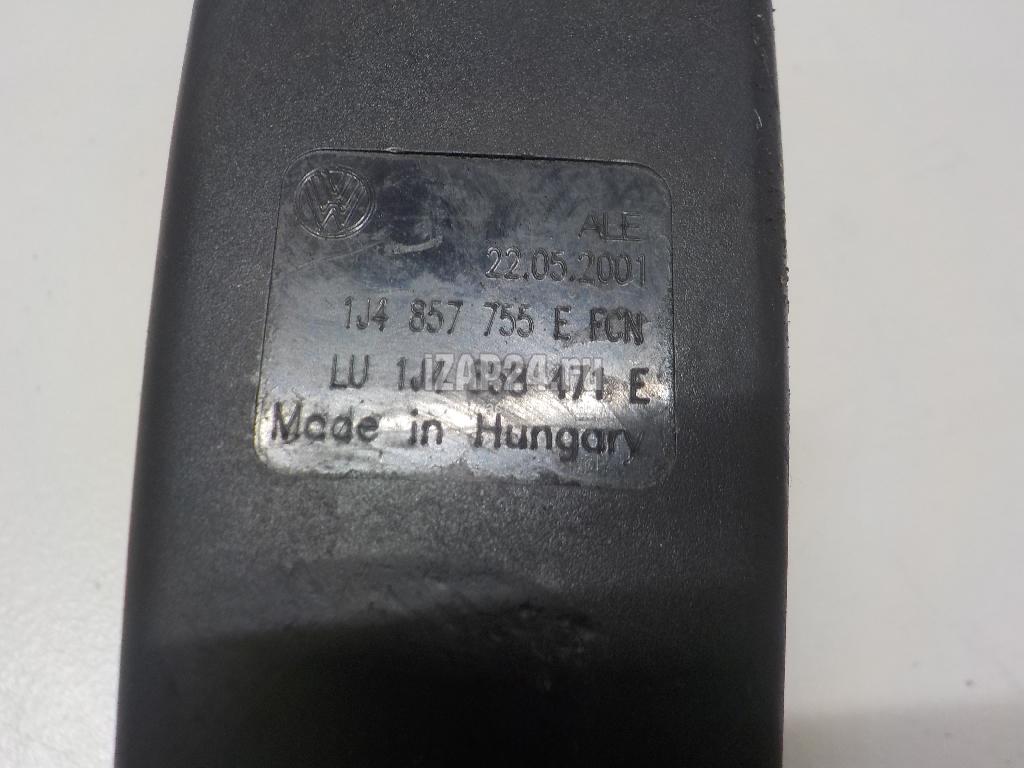 ALE
22.05.2001
1J4 857 755 E FCN
LU 471 E
Made in Hungary